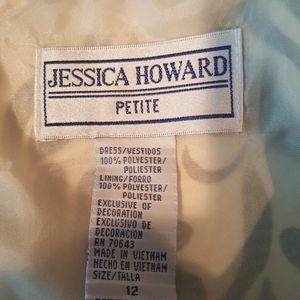 JESSICA HOWARD
PETITE
DRESS/VESTIDOS
100% POLYESTER/
POLIESTER
LINING/FORRO
100% POLYESTER/
POLIESTER
EXCLUSIVE OF
DECORATION
EXCLUSIVO DE
DECORACION
RN 70643
MADE IN VIETNAM
HECHO EN VIETNAM
SIZE/TALLA
12